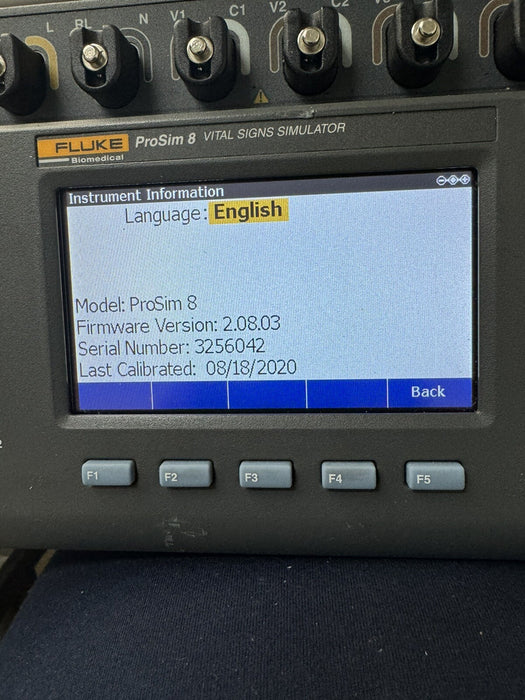 L
RL
N
V1
C1
V2
C2
FLUKE ProSim 8 VITAL SIGNS SIMULATOR
Biomedical
Instrument Information
Language: English
Model: ProSim 8
Firmware Version: 2.08.03
Serial Number: 3256042
Last Calibrated: 08/18/2020
Back
F1
F2
F3
F4
F5